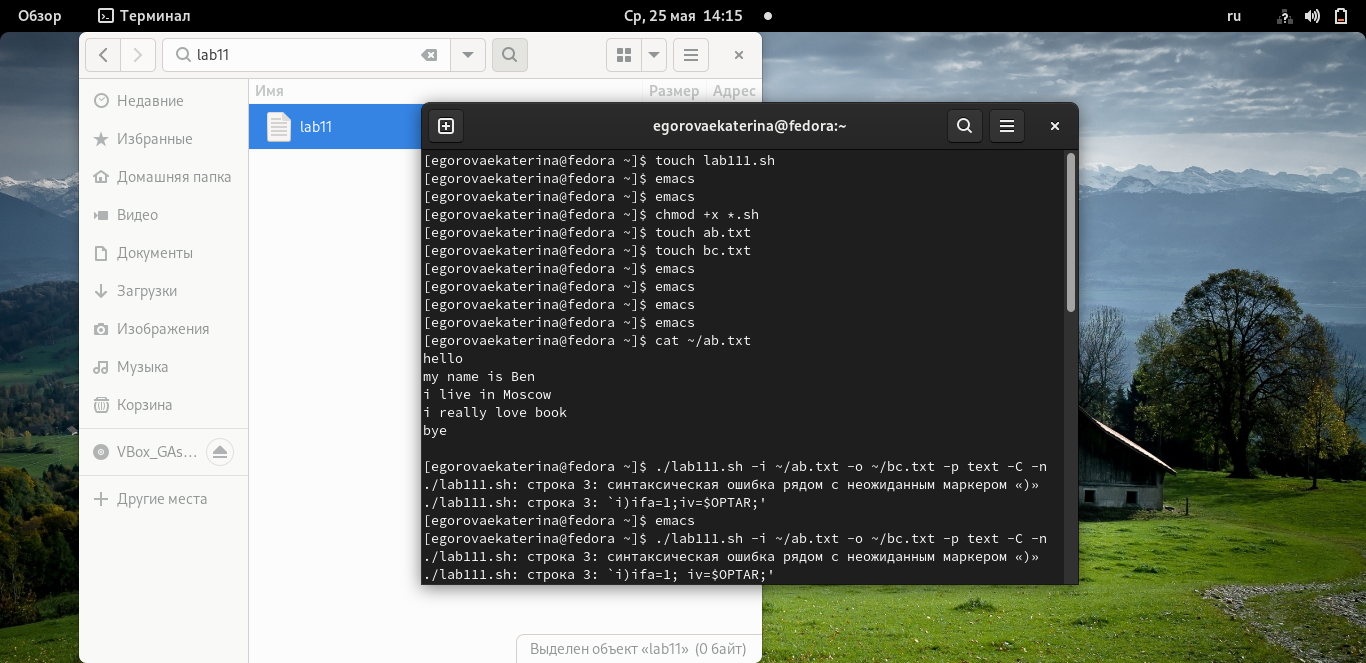 Обзор
Терминал
Ср, 25 мая 14:15
ru
lab11
Имя
Размер
Адрес
Недавние
Избранные
Домашняя папка
Видео
Документы
Загрузки
Изображения
Музыка
Корзина
VBox_GAs...
Другие места
lab11
Выделен объект «lab11» (0 байт)
egorovaekaterina@fedora:~
[egorovaekaterina@fedora ~]$ touch lab111.sh
[egorovaekaterina@fedora ~]$ emacs
[egorovaekaterina@fedora ~]$ emacs
[egorovaekaterina@fedora ~]$ chmod +x *.sh
[egorovaekaterina@fedora ~]$ touch ab.txt
[egorovaekaterina@fedora ~]$ touch bc.txt
[egorovaekaterina@fedora ~]$ emacs
[egorovaekaterina@fedora ~]$ emacs
[egorovaekaterina@fedora ~]$ emacs
[egorovaekaterina@fedora ~]$ emacs
[egorovaekaterina@fedora ~]$ cat ~/ab.txt
hello
my name is Ben
i live in Moscow
i really love book
bye
[egorovaekaterina@fedora ~]$ ./lab111.sh -i ~/ab.txt -o ~/bc.txt -p text -C -n
./lab111.sh: строка 3: синтаксическая ошибка рядом с неожиданным маркером «)»
./lab111.sh: строка 3: `i)ifa=1;iv=$OPTAR;'
[egorovaekaterina@fedora ~]$ emacs
[egorovaekaterina@fedora ~]$ ./lab111.sh -i ~/ab.txt -o ~/bc.txt -p text -C -n
./lab111.sh: строка 3: синтаксическая ошибка рядом с неожиданным маркером «)»
./lab111.sh: строка 3: `i)ifa=1; iv=$OPTAR;'